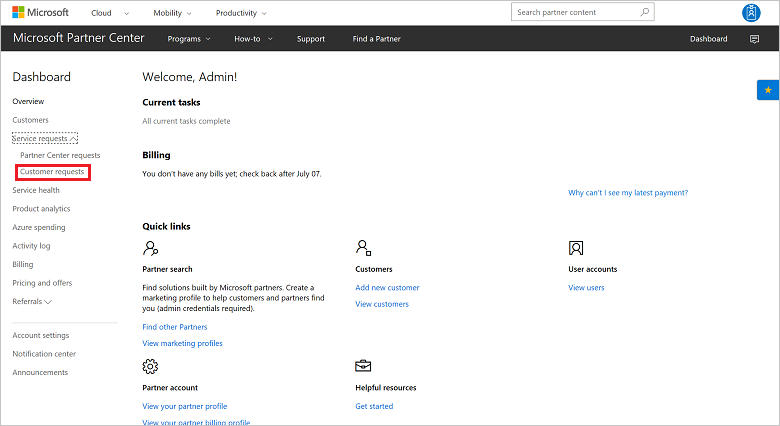 Microsoft
Cloud
Mobility
Productivity
Search partner content
Microsoft Partner Center
Programs
How-to
Support
Find a Partner
Dashboard
Dashboard
Overview
Customers
Service requests
Partner Center requests
Customer requests
Service health
Product analytics
Azure spending
Activity log
Billing
Pricing and offers
Referrals
Account settings
Notification center
Announcements
Welcome, Admin!
Current tasks
All current tasks complete
Billing
You don't have any bills yet; check back after July 07.
Why can't I see my latest payment?
Quick links
Partner search
Find solutions built by Microsoft partners. Create a
marketing profile to help customers and partners find
you (admin credentials required).
Find other Partners
View marketing profiles
Customers
Add new customer
View customers
User accounts
View users
Partner account
View your partner profile
View your partner billing profile
Helpful resources
Get started